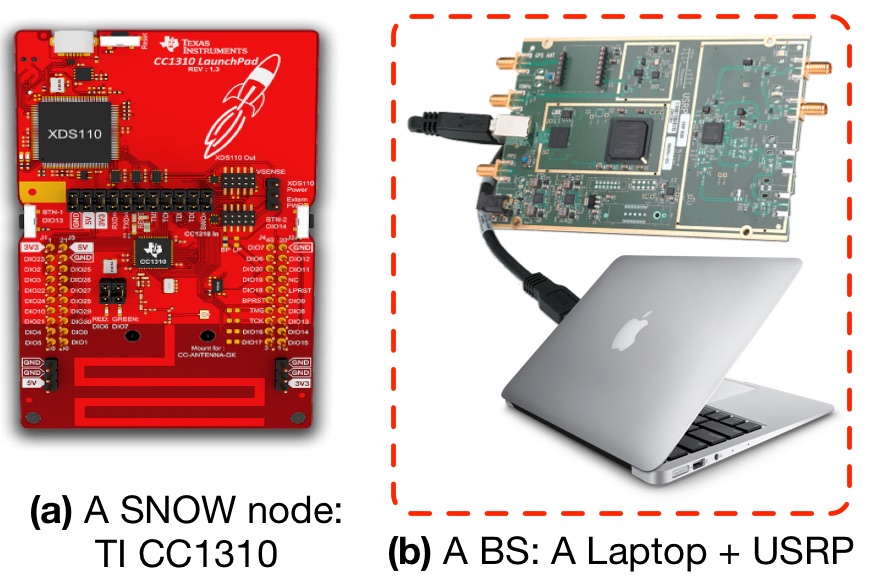 TEXAS
INSTRUMENTS
CC1310 LaunchPad
REV : 1.3
Reset
XDS110
XDS110 Out
VSENSE
XDS110
Power
Extern
BTN-1
DIO13
GND
5V
3V3
BTN-2
DIO14
CC1310 In
CC1310
3V3
5V
GND
DIO25
DIO26
DIO27
DIO28
DIO29
DIO30
DIO0
DIO1
DIO22
DIO2
DIO3
DIO23
DIO24
DIO21
DIO4
DIO5
DIO7
DIO6
DIO20
DIO19
DIO18
BPRST
TMS
TCK
DIO16
DIO17
GND
DIO12
DIO11
NC
LPRST
DIO9
DIO8
DIO13
DIO14
DIO15
RED: GREEN:
DIO6 DIO7
Mount for :
CC-ANTENNA-DK
GND
GND
5V
GND
GND
3V3
GPS ANT
USRP
(a) A SNOW node:
TI CC1310
(b) A BS: A Laptop + USRP